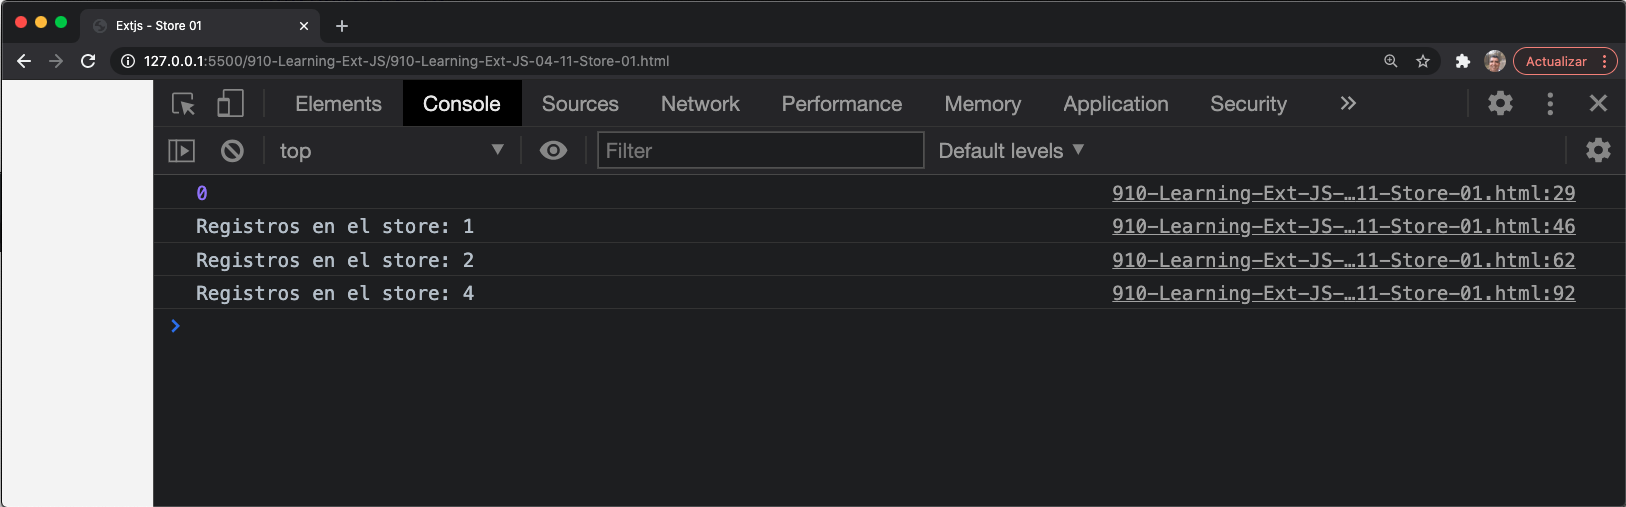 Extjs - Store 01
127.0.0.1:5500/910-Learning-Ext-JS/910-Learning-Ext-JS-04-11-Store-01.html
Actualizar
Elements Console Sources Network Performance Memory Application Security
top Filter Default levels
0 910-Learning-Ext-JS-…11-Store-01.html:29
Registros en el store: 1 910-Learning-Ext-JS-…11-Store-01.html:46
Registros en el store: 2 910-Learning-Ext-JS-…11-Store-01.html:62
Registros en el store: 4 910-Learning-Ext-JS-…11-Store-01.html:92